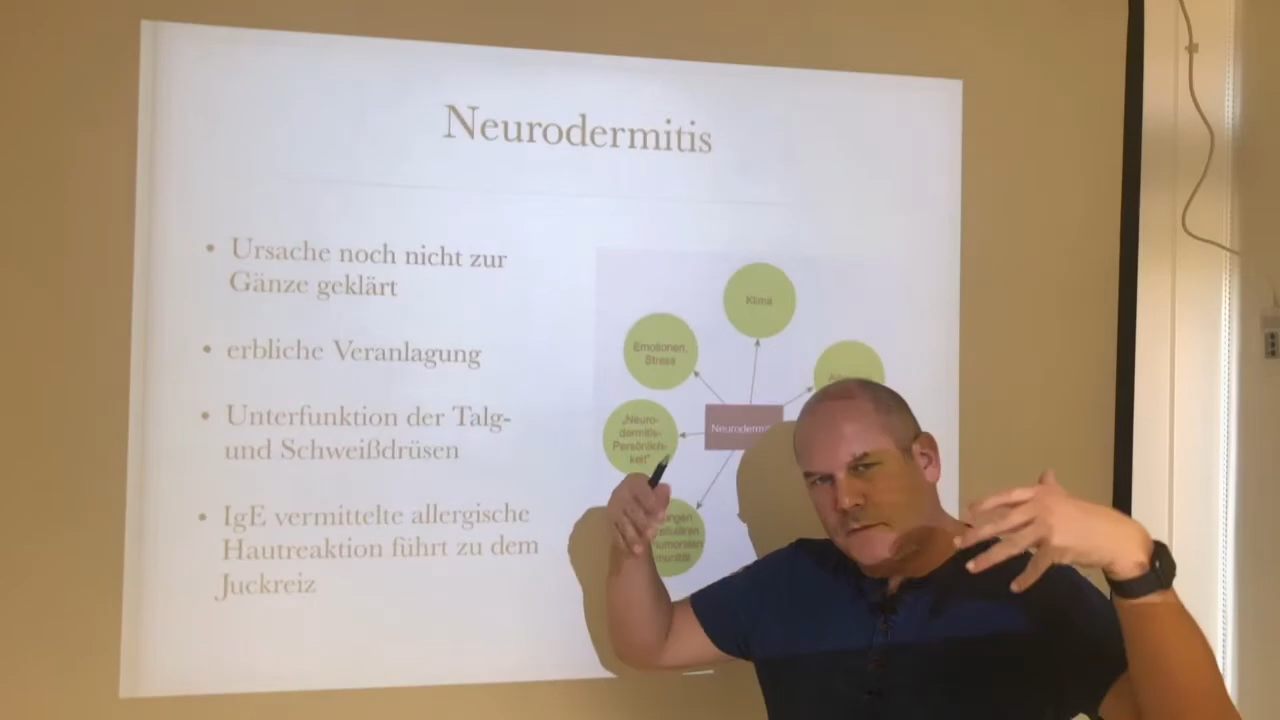 Neurodermitis
• Ursache noch nicht zur
Gänze geklärt
• erbliche Veranlagung
• Unterfunktion der Talg-
und Schweißdrüsen
• IgE vermittelte allergische
Hautreaktion führt zu dem
Juckreiz
Klima
Emotionen,
Stress
„Neuro-
dermitis-
Persönlich-
keit"